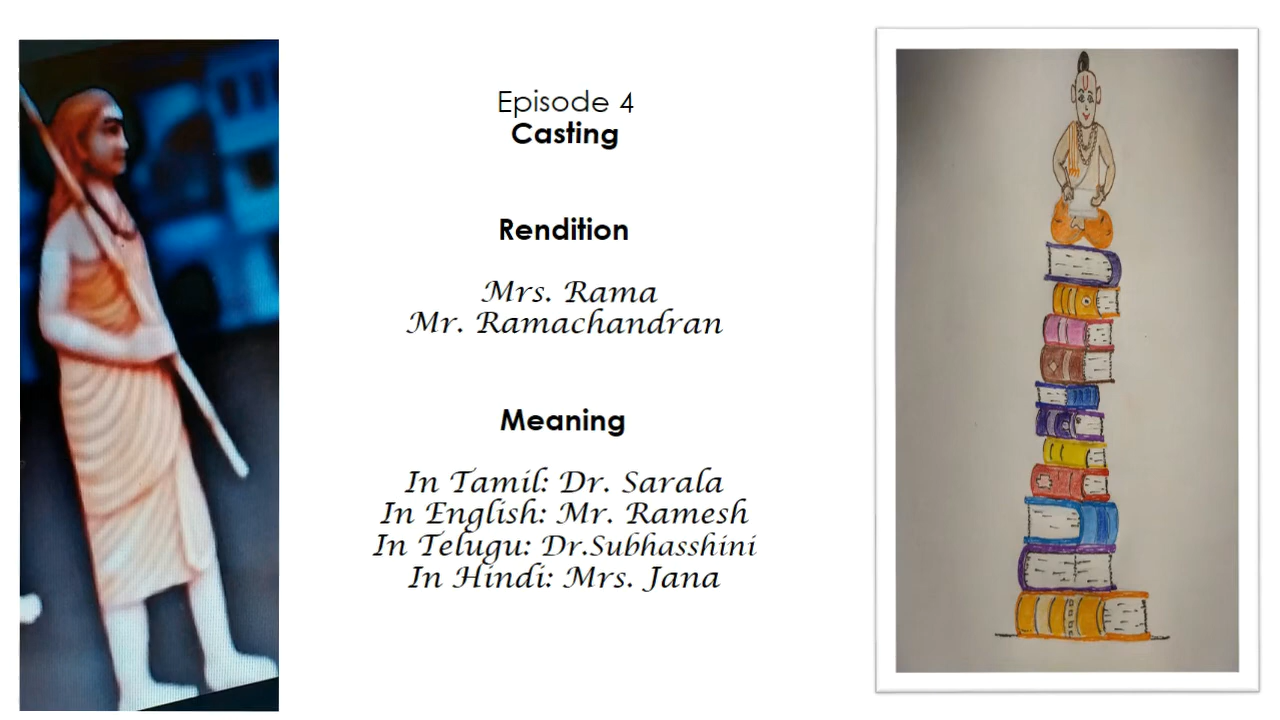 Episode 4
Casting
Rendition
Mrs. Rama
Mr. Ramachandran
Meaning
In Tamil: Dr. Sarala
In English: Mr. Ramesh
In Telugu: Dr.Subhasshini
In Hindi: Mrs. Jana